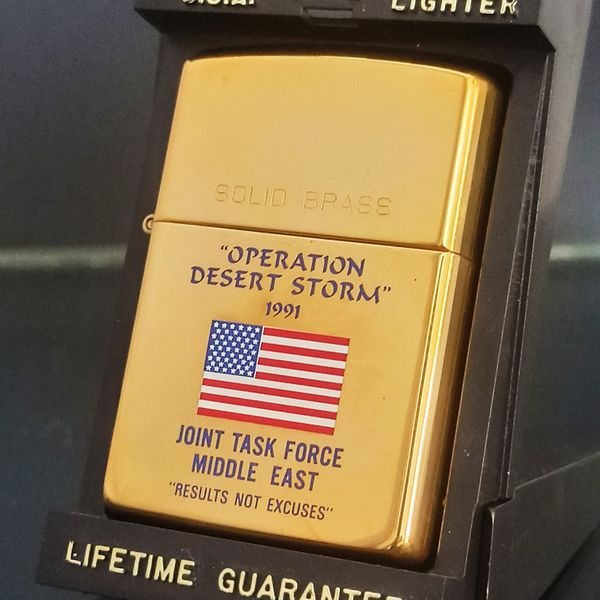 U.S.A. LIGHTER
SOLID BRASS
"OPERATION
DESERT STORM"
1991
JOINT TASK FORCE
MIDDLE EAST
"RESULTS NOT EXCUSES"
LIFETIME GUARANTEE